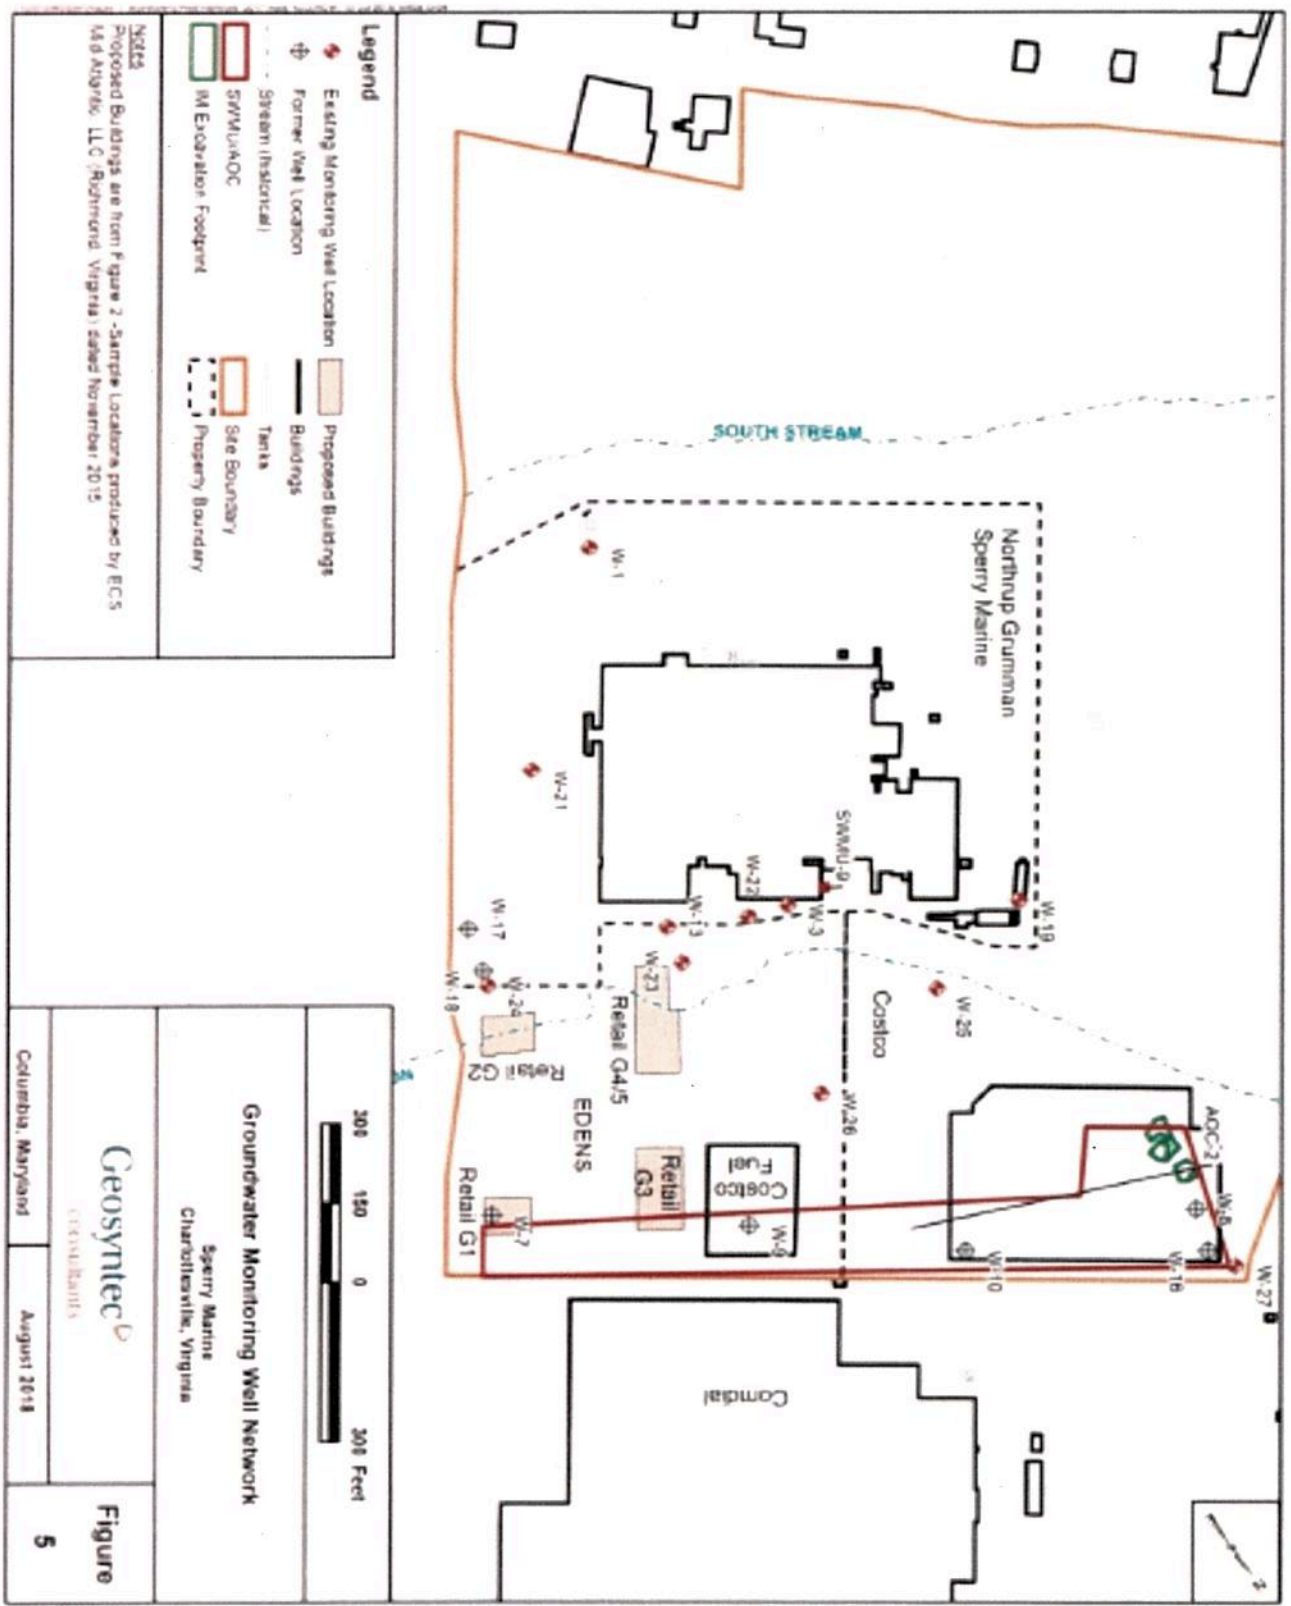 Legend
Existing Monitoring Well Location
Former Well Location
Stream (historical)
SWMU/AOC
IM Excavation Footprint
Proposed Buildings
Buildings
Tanks
Site Boundary
Property Boundary
Notes
Proposed Buildings are from Figure 2 - Sample Locations produced by ECS
Mid Atlantic, LLC (Richmond, Virginia) dated November 2015
SOUTH STREAM
Northrup Grumman
Sperry Marine
W-1
W-21
SWMU-9
W-22
W-3
W-13
W-19
W-17
W-18
W-24
W-23
W-25
Costco
Retail G4/5
Retail G2
EDENS
W-26
AOC-2
Retail
G3
Costco
Fuel
Retail G1
W-7
W-9
W-10
W-16
W-27
Comdial
300 150 0 300 Feet
Groundwater Monitoring Well Network
Sperry Marine
Charlottesville, Virginia
Geosyntec
consultants
Columbia, Maryland
August 2018
Figure
5